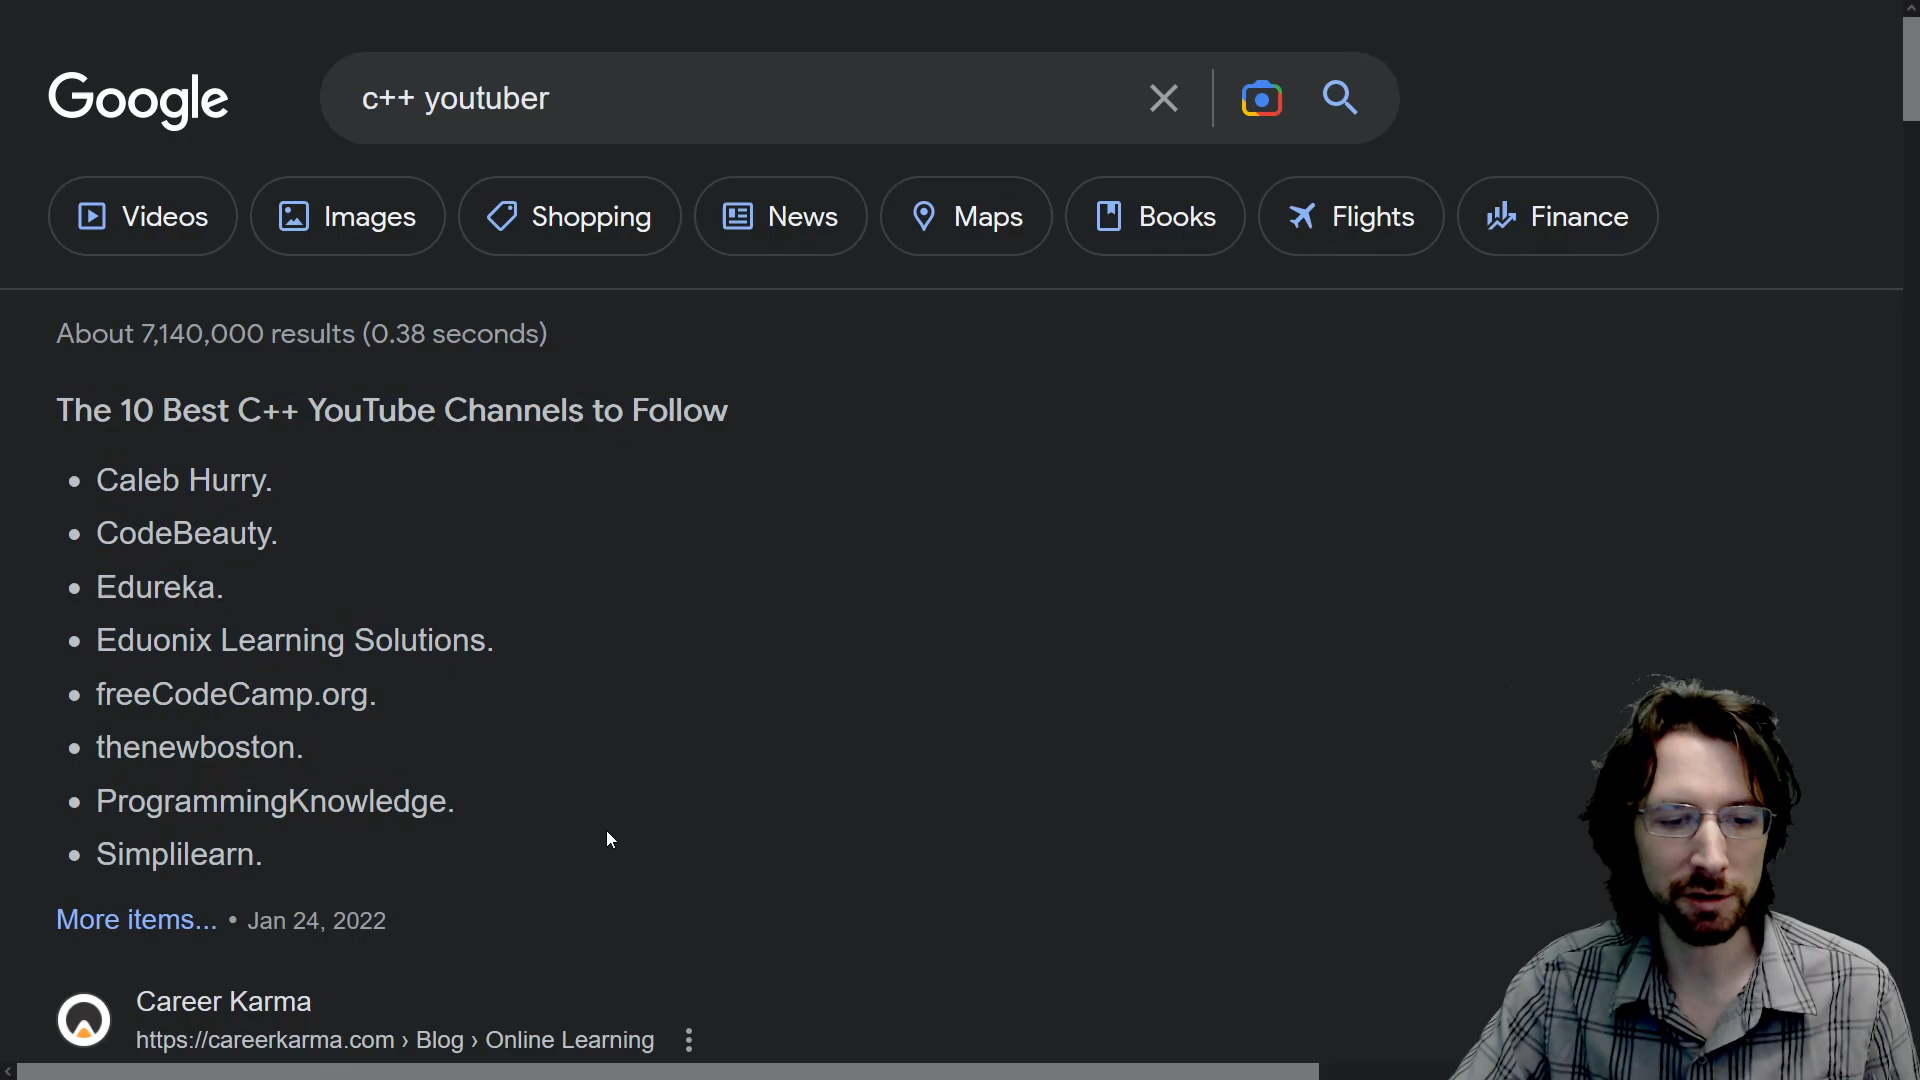 Google
c++ youtuber
Videos
Images
Shopping
News
Maps
Books
Flights
Finance
About 7,140,000 results (0.38 seconds)
The 10 Best C++ YouTube Channels to Follow
• Caleb Hurry.
• CodeBeauty.
• Edureka.
• Eduonix Learning Solutions.
• freeCodeCamp.org.
• thenewboston.
• ProgrammingKnowledge.
• Simplilearn.
More items... • Jan 24, 2022
Career Karma
https://careerkarma.com › Blog › Online Learning